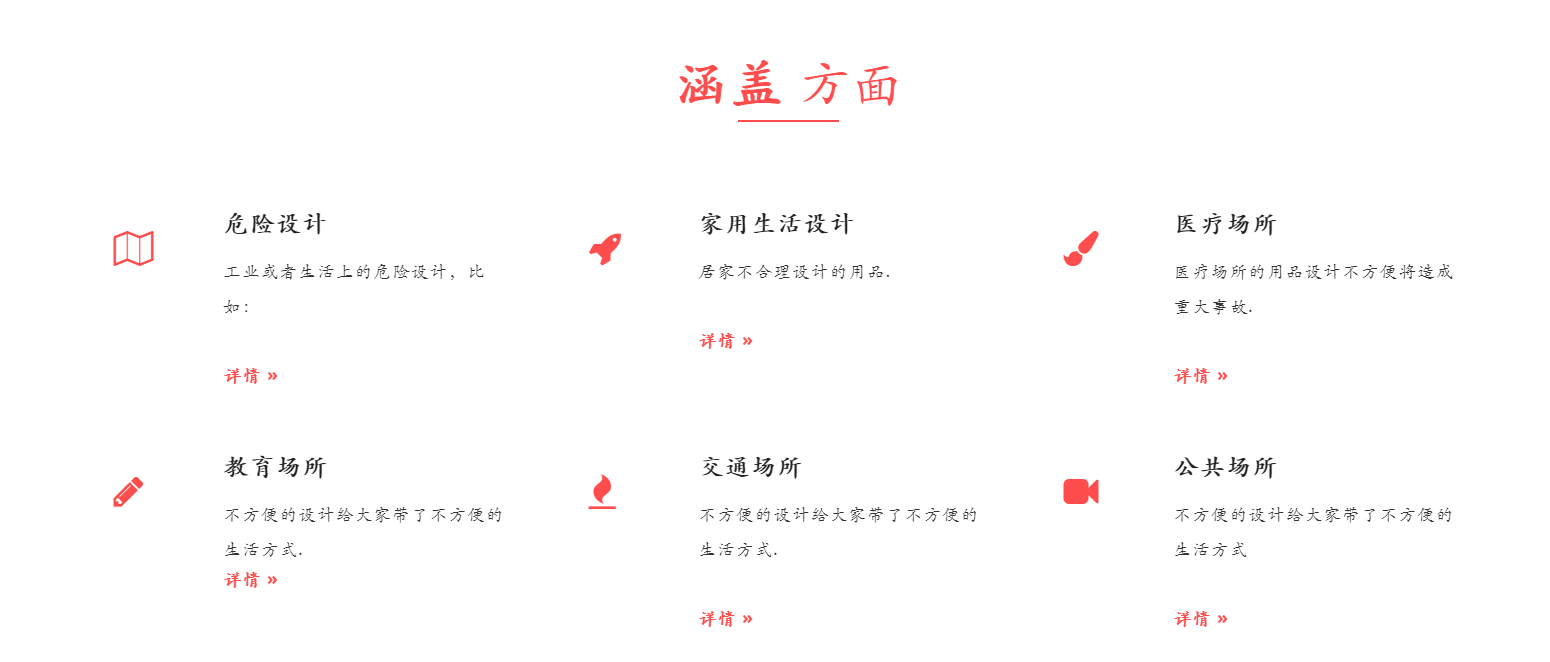 涵盖 方面
危险设计
工业或者生活上的危险设计，比
如：
详情 »
家用生活设计
居家不合理设计的用品.
详情 »
医疗场所
医疗场所的用品设计不方便将造成
重大事故.
详情 »
教育场所
不方便的设计给大家带了不方便的
生活方式.
详情 »
交通场所
不方便的设计给大家带了不方便的
生活方式.
详情 »
公共场所
不方便的设计给大家带了不方便的
生活方式
详情 »